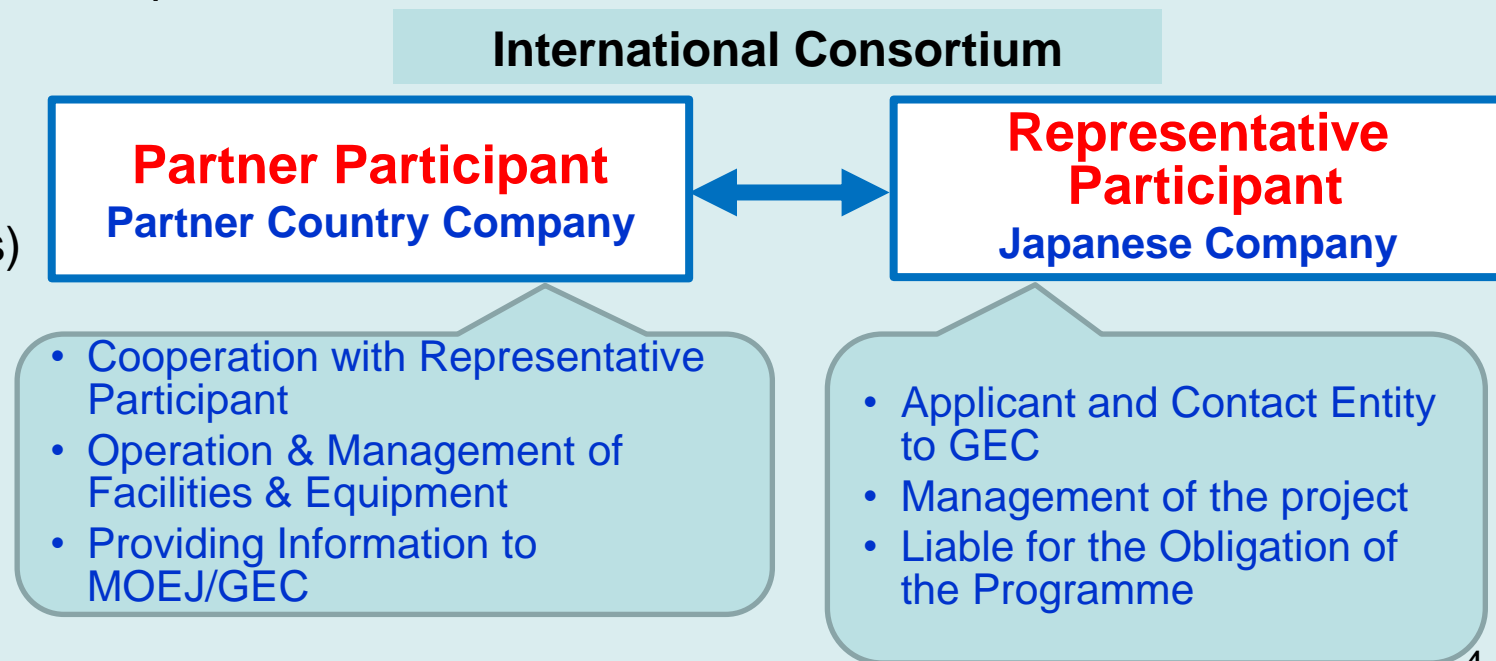 International Consortium
Partner Participant
Partner Country Company
s)
Representative
Participant
Japanese Company
• Cooperation with Representative
Participant
• Operation & Management of
Facilities & Equipment
• Providing Information to
MOEJ/GEC
• Applicant and Contact Entity
to GEC
• Management of the project
• Liable for the Obligation of
the Programme